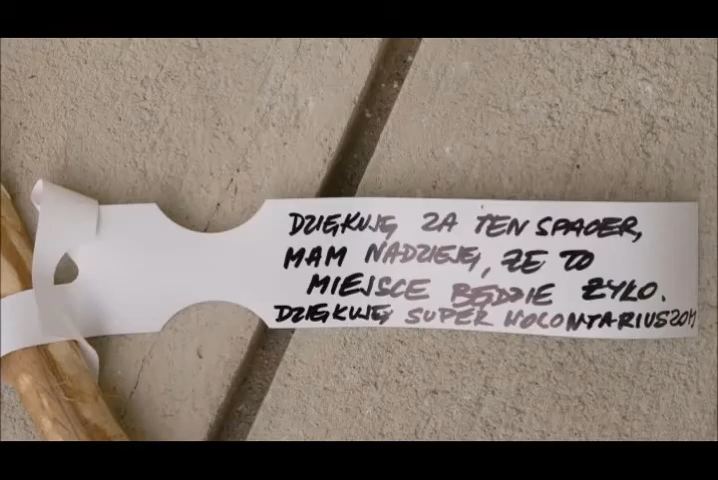 DZIĘKUJĘ ZA TEN SPACER,
MAM NADZIEJĘ, ŻE TO
MIEJSCE BĘDZIE ŻYŁO.
DZIĘKUJĘ SUPER WOLONTARIUSZOM